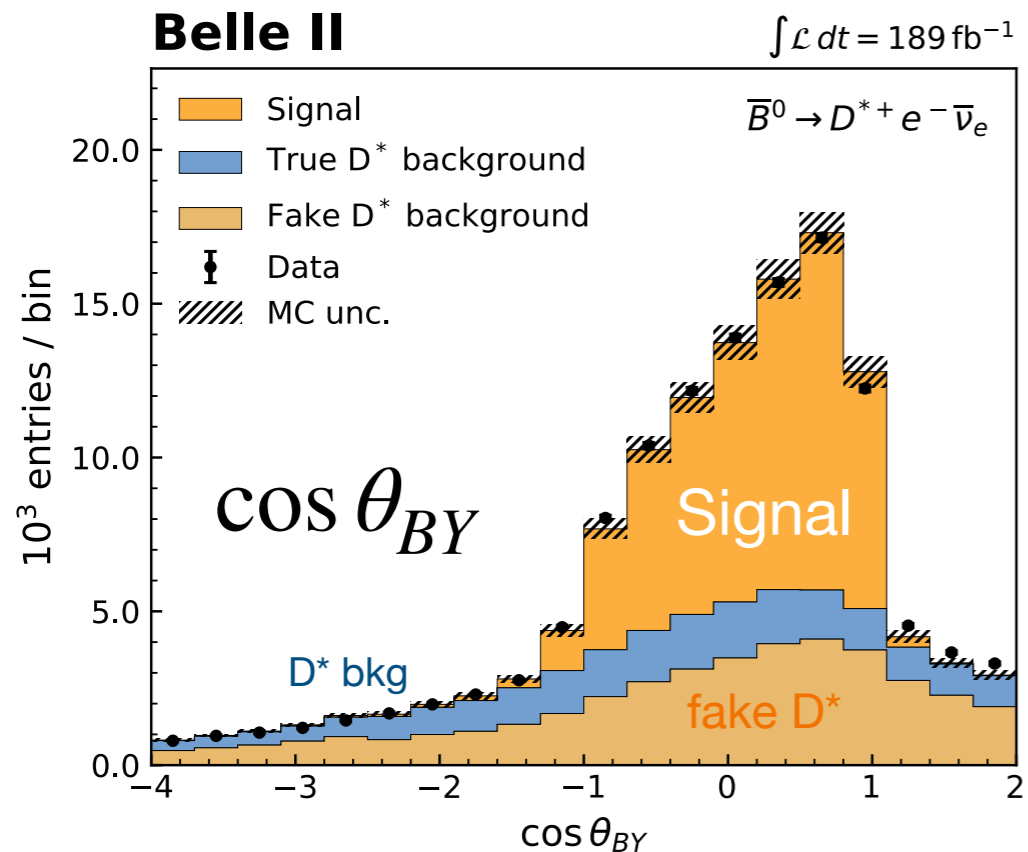 Belle II
∫ℒ dt = 189 fb⁻¹
B̅⁰ → D*⁺ e⁻ ν̅ₑ
Signal
True D* background
Fake D* background
Data
MC unc.
10³ entries / bin
20.0
15.0
10.0
5.0
0.0
cos θ_BY
Signal
D* bkg
fake D*
−4 −3 −2 −1 0 1 2
cos θ_BY